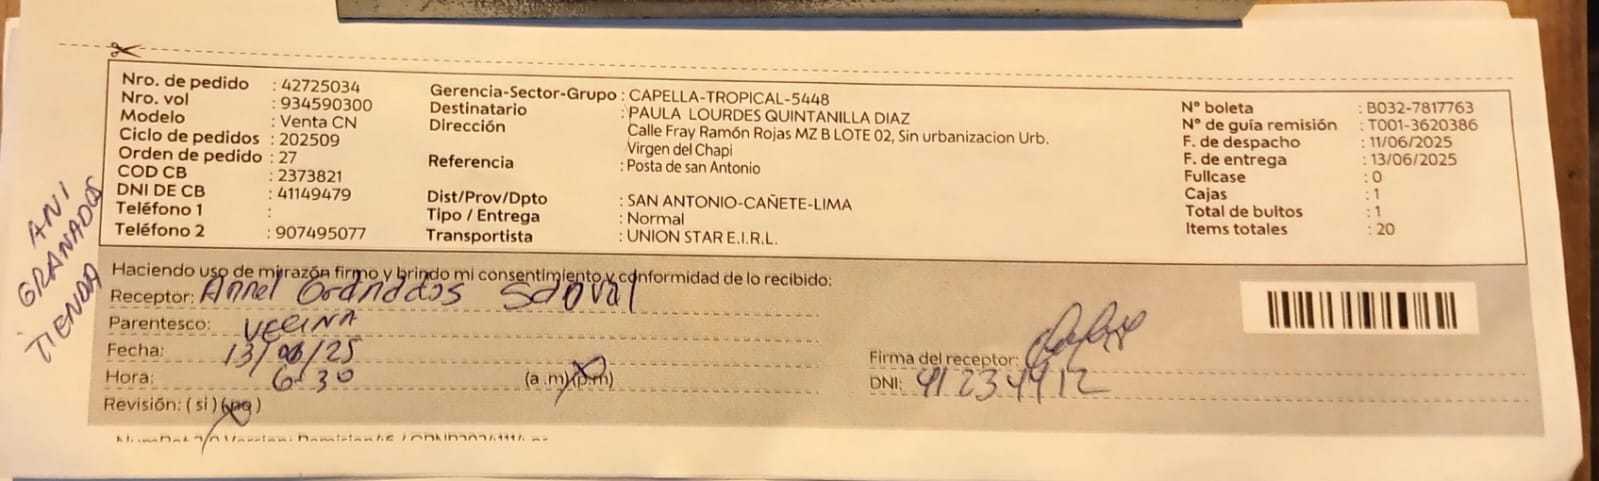 Nro. de pedido : 42725034
Nro. vol : 934590300
Modelo : Venta CN
Ciclo de pedidos : 202509
Orden de pedido : 27
COD CB : 2373821
DNI DE CB : 41149479
Teléfono 1 :
Teléfono 2 : 907495077
Gerencia-Sector-Grupo : CAPELLA-TROPICAL-5448
Destinatario : PAULA LOURDES QUINTANILLA DIAZ
Dirección Calle Fray Ramón Rojas MZ B LOTE 02, Sin urbanizacion Urb.
Virgen del Chapi
Referencia : Posta de san Antonio
Dist/Prov/Dpto : SAN ANTONIO-CAÑETE-LIMA
Tipo / Entrega : Normal
Transportista : UNION STAR E.I.R.L.
N° boleta : B032-7817763
N° de guía remisión : T001-3620386
F. de despacho : 11/06/2025
F. de entrega : 13/06/2025
Fullcase : 0
Cajas : 1
Total de bultos : 1
Items totales : 20
ANI
GRANADOS
TIENDA
Haciendo uso de mi razón firmo y brindo mi consentimiento y conformidad de lo recibido:
Receptor: Annel Granados
Parentesco: VECINA
Fecha: 13/06/25
Hora: 6:30 (a.m) (p.m)
Revisión: ( si ) ( no )
Firma del receptor:
DNI: 41234912